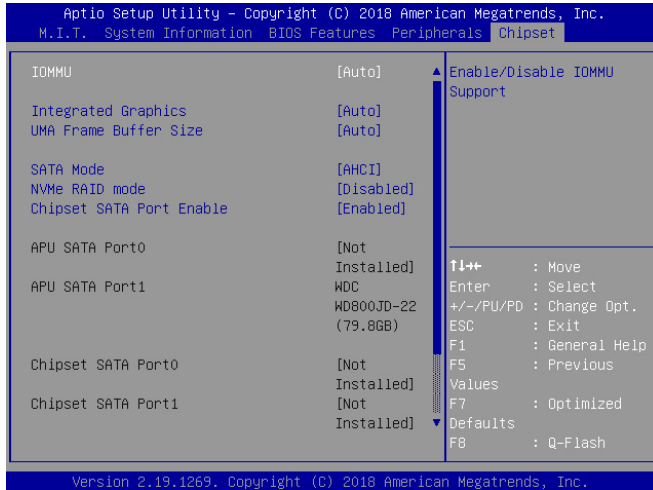 Aptio Setup Utility – Copyright (C) 2018 American Megatrends, Inc.
M.I.T. System Information BIOS Features Peripherals Chipset
IOMMU [Auto]
Integrated Graphics [Auto]
UMA Frame Buffer Size [Auto]
SATA Mode [AHCI]
NVMe RAID mode [Disabled]
Chipset SATA Port Enable [Enabled]
APU SATA Port0 [Not
Installed]
APU SATA Port1 WDC
WD800JD-22
(79.8GB)
Chipset SATA Port0 [Not
Installed]
Chipset SATA Port1 [Not
Installed]
Enable/Disable IOMMU
Support
↑↓→← : Move
Enter : Select
+/-/PU/PD : Change Opt.
ESC : Exit
F1 : General Help
F5 : Previous
Values
F7 : Optimized
Defaults
F8 : Q-Flash
Version 2.19.1269. Copyright (C) 2018 American Megatrends, Inc.